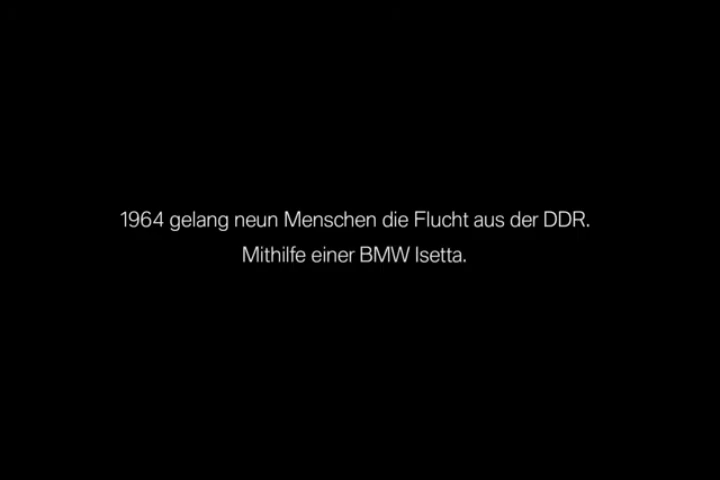 1964 gelang neun Menschen die Flucht aus der DDR.
Mithilfe einer BMW Isetta.